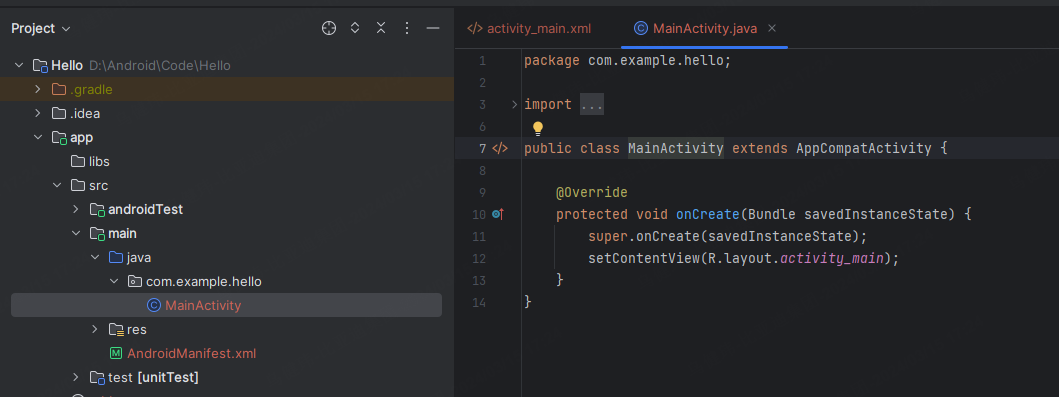 Project
Hello D:\Android\Code\Hello
.gradle
.idea
app
libs
src
androidTest
main
java
com.example.hello
MainActivity
res
AndroidManifest.xml
test [unitTest]
</> activity_main.xml
C MainActivity.java ×
1 package com.example.hello;
2
3 import ...
6
7 </> public class MainActivity extends AppCompatActivity {
8
9 @Override
10 protected void onCreate(Bundle savedInstanceState) {
11 super.onCreate(savedInstanceState);
12 setContentView(R.layout.activity_main);
13 }
14 }